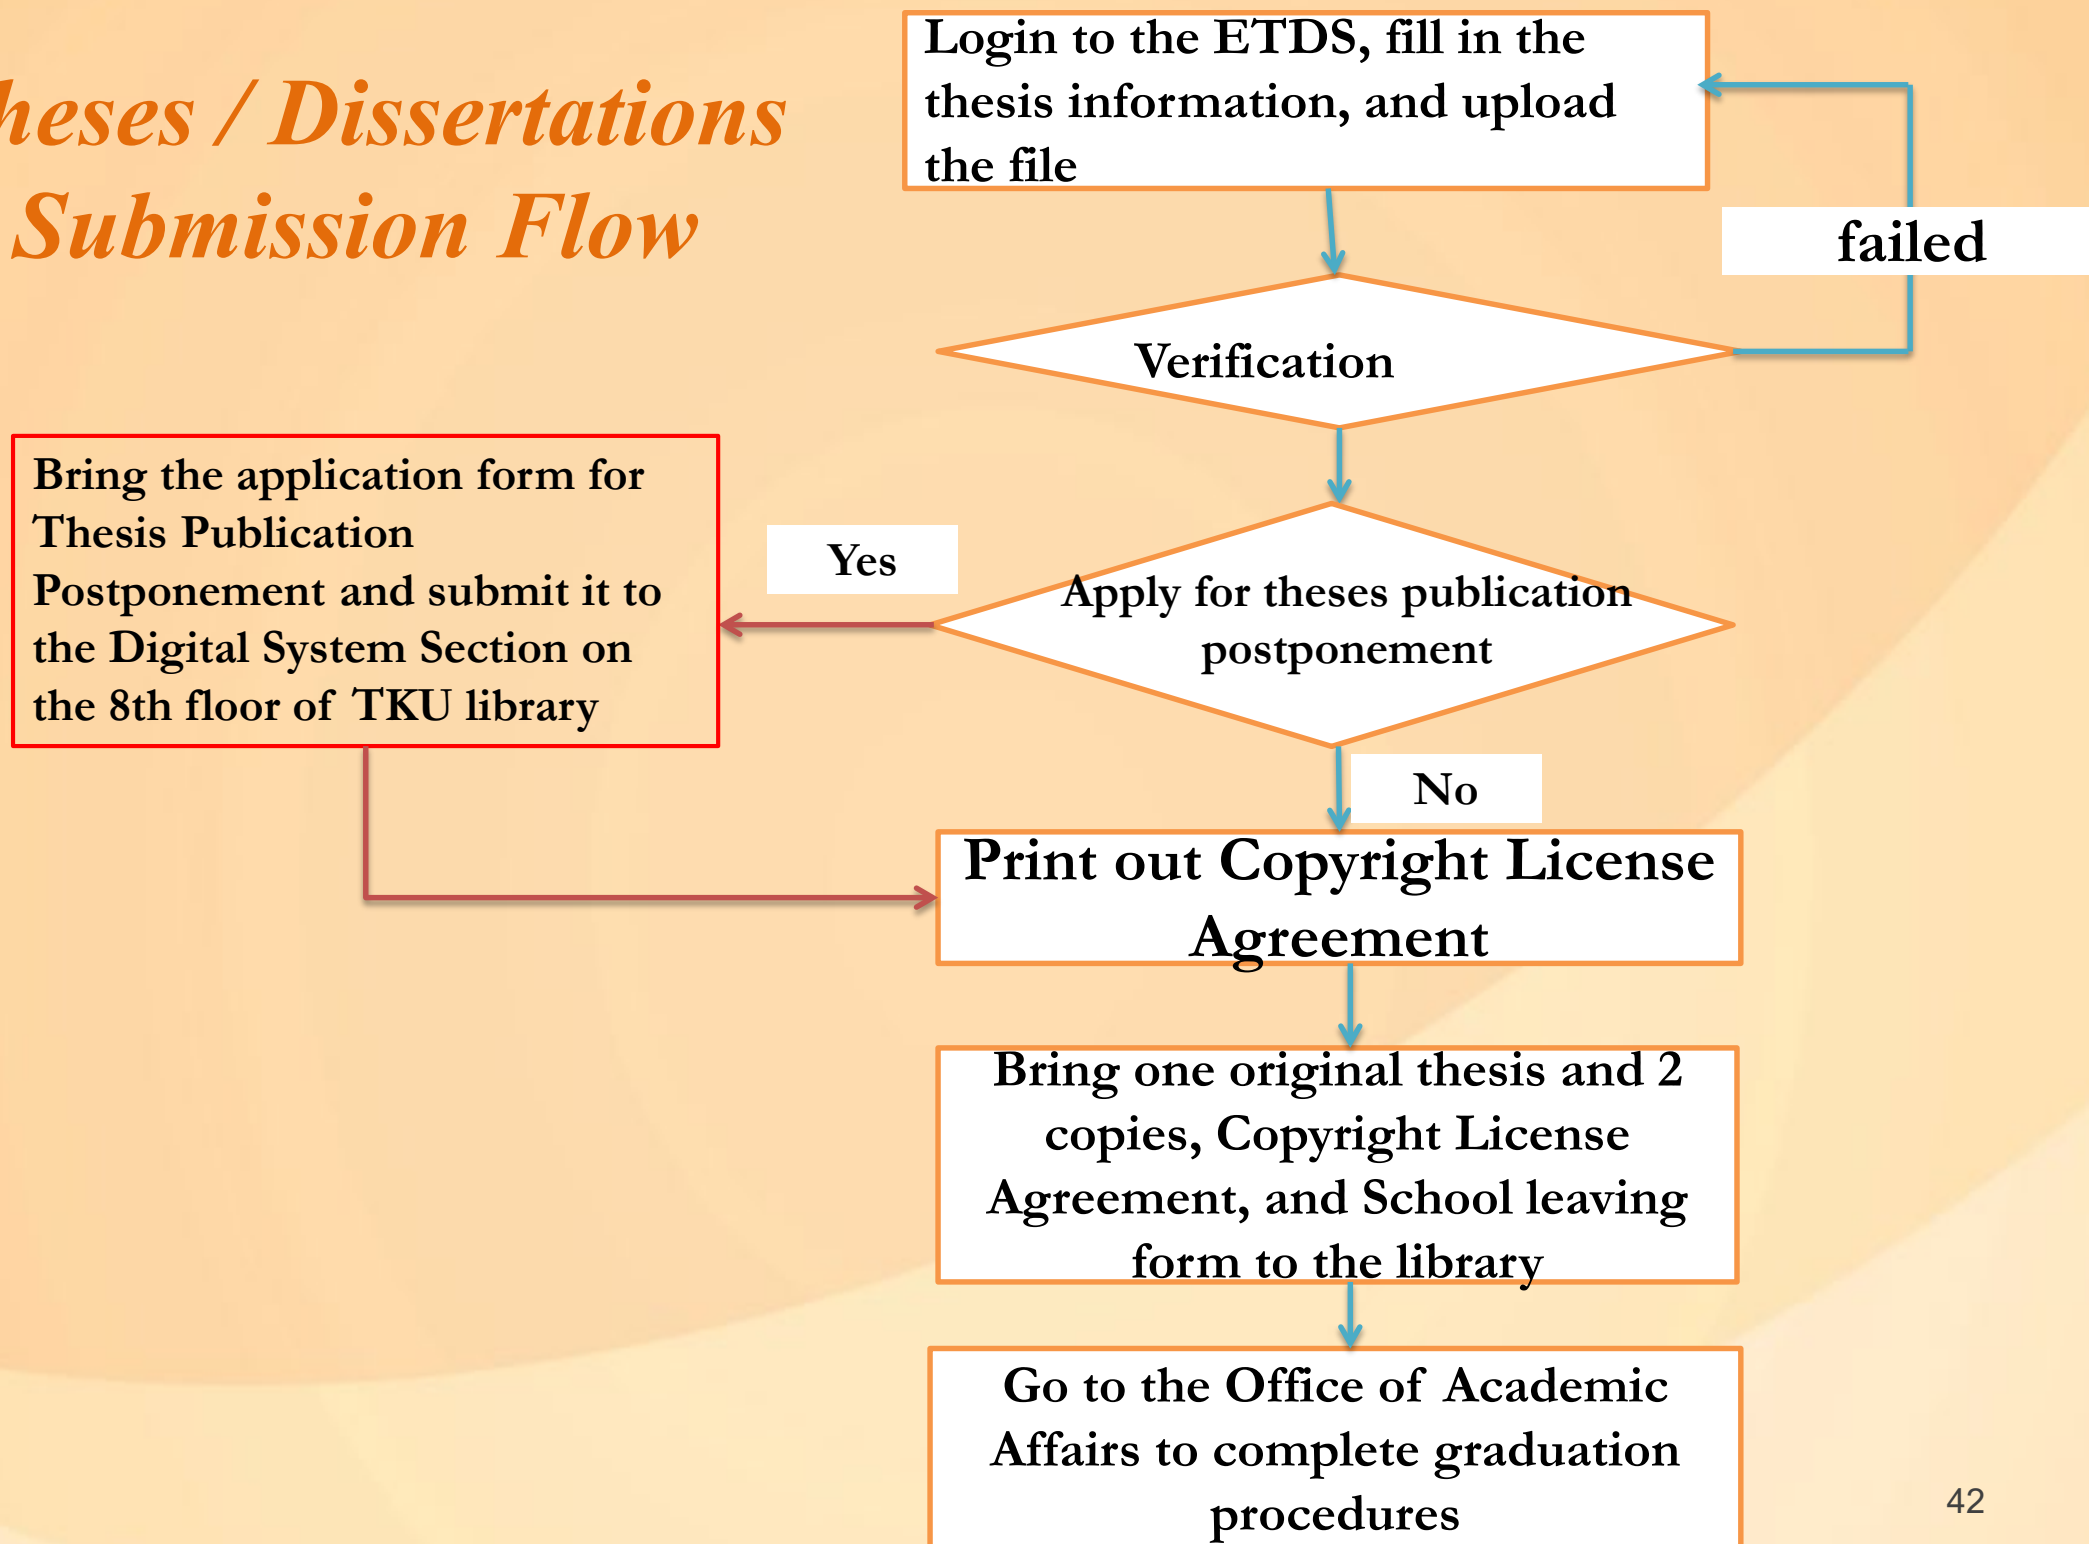 heses / Dissertations
Submission Flow
Login to the ETDS, fill in the
thesis information, and upload
the file
failed
Verification
Bring the application form for
Thesis Publication
Postponement and submit it to
the Digital System Section on
the 8th floor of TKU library
Yes
Apply for theses publication
postponement
No
Print out Copyright License
Agreement
Bring one original thesis and 2
copies, Copyright License
Agreement, and School leaving
form to the library
Go to the Office of Academic
Affairs to complete graduation
procedures
42